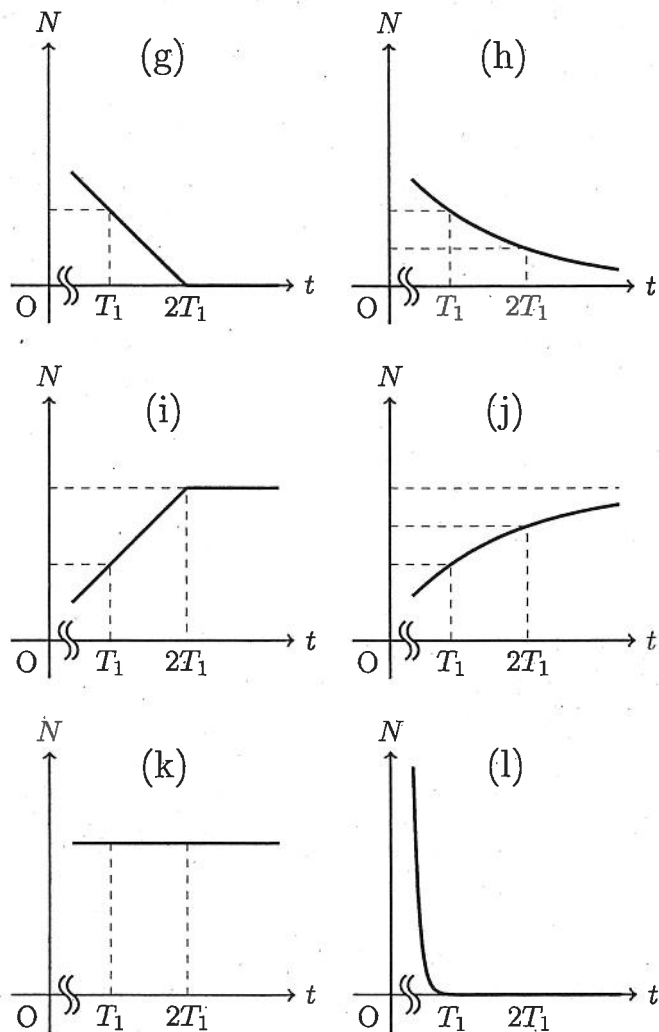 N (g)
O T₁ 2T₁ t
N (h)
O T₁ 2T₁ t
N (i)
O T₁ 2T₁ t
N (j)
O T₁ 2T₁ t
N (k)
O T₁ 2T₁ t
N (l)
O T₁ 2T₁ t